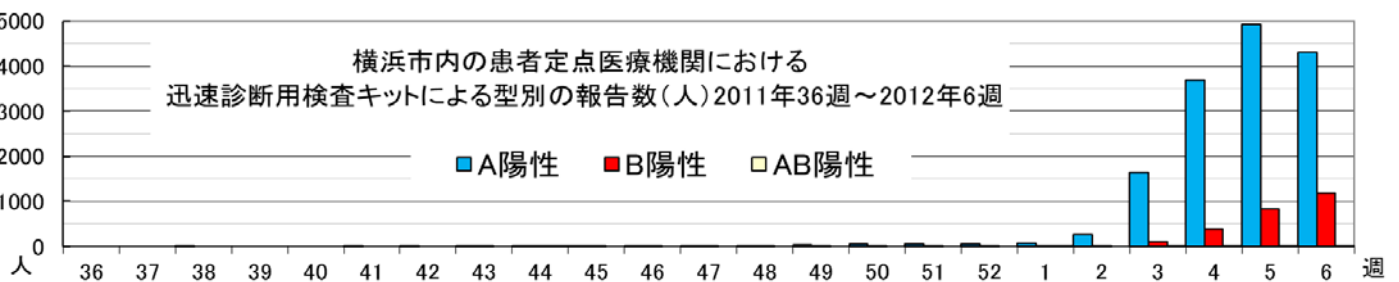 5000
横浜市内の患者定点医療機関における
4000
迅速診断用検査キットによる型別の報告数(人)2011年36週～2012年6週
3000
2000
A陽性 B陽性 AB陽性
1000
0
人 36 37 38 39 40 41 42 43 44 45 46 47 48 49 50 51 52 1 2 3 4 5 6 週